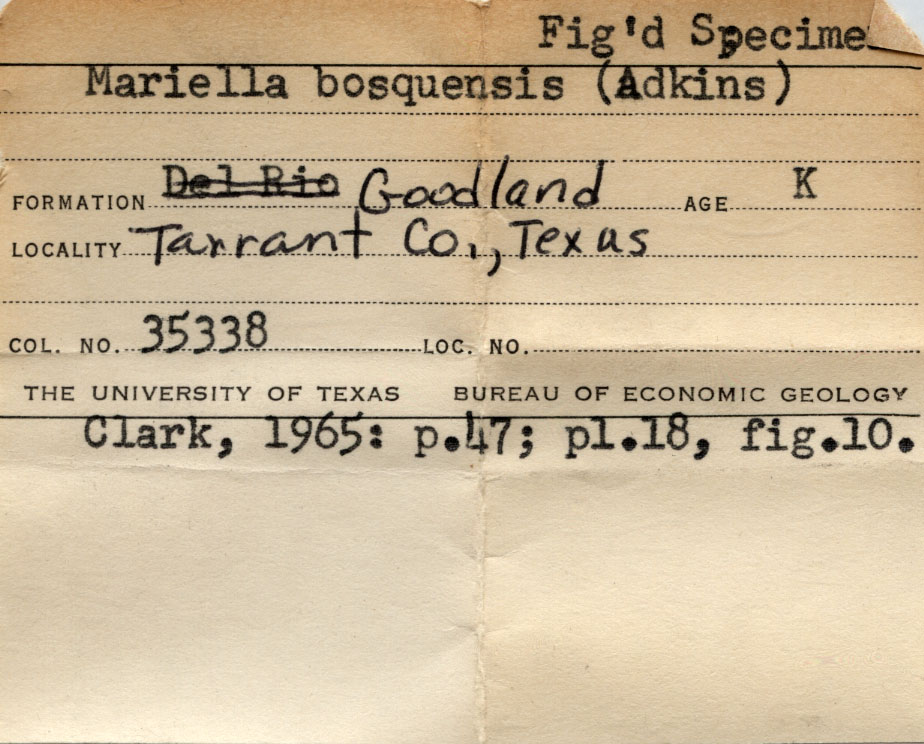 Fig'd Specime
Mariella bosquensis (Adkins)
FORMATION Del Rio Goodland AGE K
LOCALITY Tarrant Co., Texas
COL. NO. 35338 LOC. NO.
THE UNIVERSITY OF TEXAS BUREAU OF ECONOMIC GEOLOGY
Clark, 1965: p.47; pl.18, fig.10.